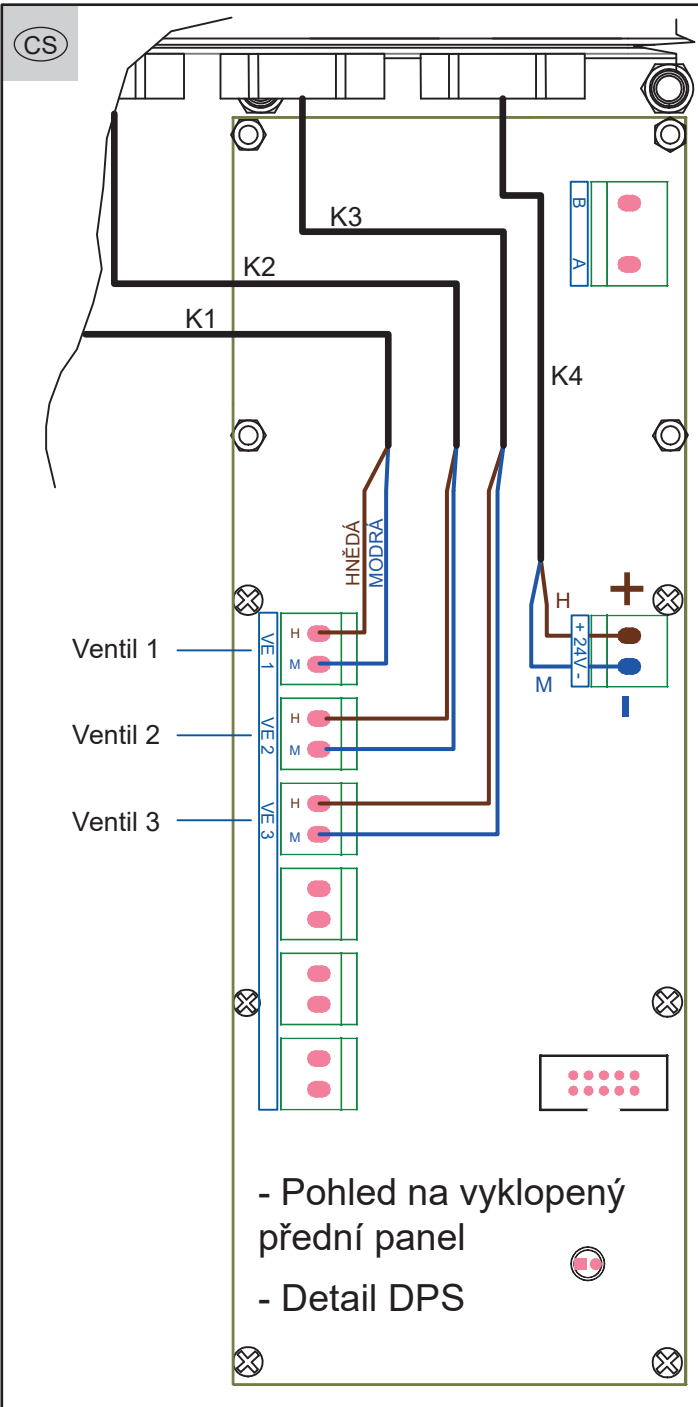 CS
K3
K2
K1
K4
B
A
HNĚDÁ
MODRÁ
H
+
+ 24V -
M
-
Ventil 1
VE 1
H
M
Ventil 2
VE 2
H
M
Ventil 3
VE 3
H
M
- Pohled na vyklopený
přední panel
- Detail DPS